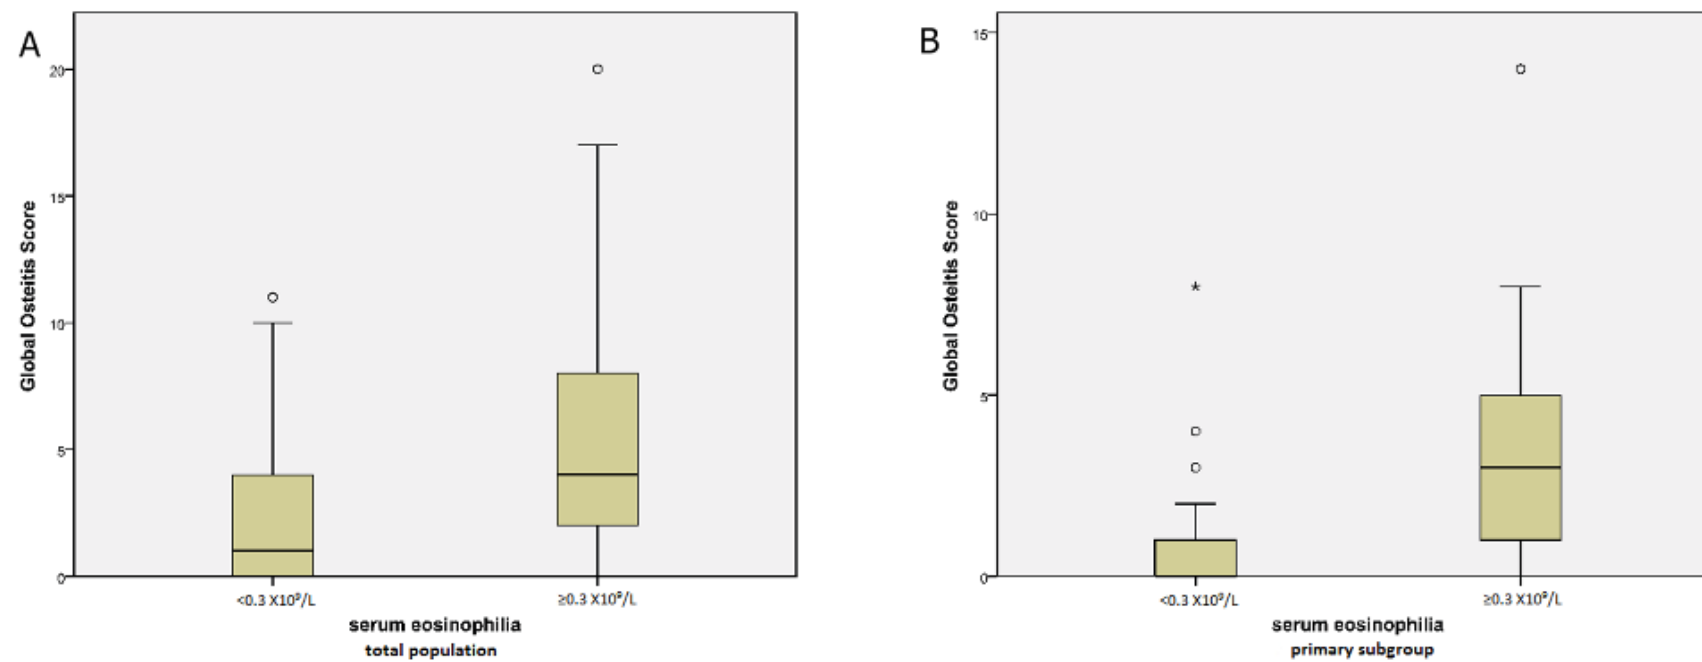 A
Global Osteitis Score
20
15
10
5
0
<0.3 X10⁹/L
≥0.3 X10⁹/L
serum eosinophilia
total population
B
Global Osteitis Score
15
10
5
0
*
<0.3 X10⁹/L
≥0.3 X10⁹/L
serum eosinophilia
primary subgroup